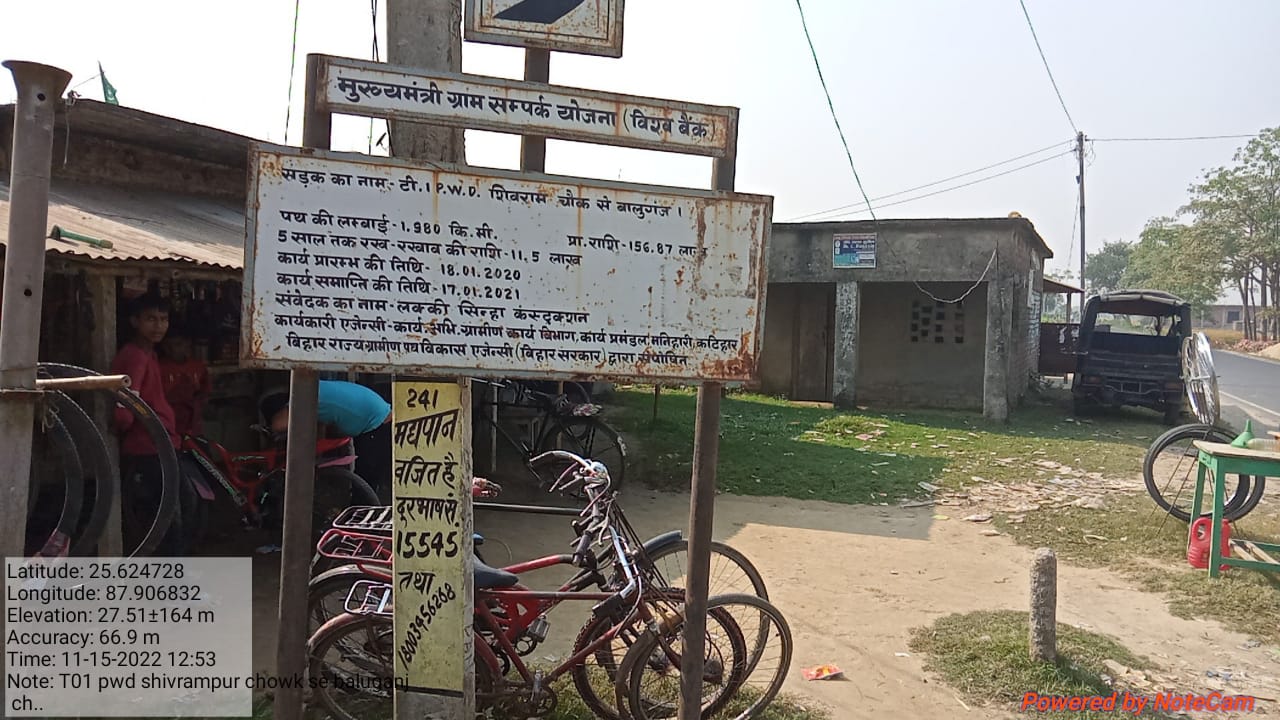 मुख्यमंत्री ग्राम सम्पर्क योजना (विश्व बैंक)
सड़क का नाम- टी.1 P.W.D. शिवराम चौक से बालुगंज ।
पथ की लम्बाई - 1.980 कि.मी. प्रा.राशि-156.87 लाख
5 साल तक रख-रखाव की राशि- 11.5 लाख
कार्य प्रारम्भ की तिथि- 18.01.2020
कार्य समाप्ति की तिथि- 17.01.2021
संवेदक का नाम- लक्की सिन्हा कंस्ट्रक्शन
कार्यकारी एजेन्सी-कार्य.अभि.ग्रामीण कार्य विभाग,कार्य प्रमंडल,मनिहारी,कटिहार
बिहार राज्य ग्रामीण पथ विकास एजेन्सी (बिहार सरकार) द्वारा संपोषित
241
मद्यपान
वर्जित है
दूरभाष सं.
15545
तथा
18003456268
Latitude: 25.624728
Longitude: 87.906832
Elevation: 27.51±164 m
Accuracy: 66.9 m
Time: 11-15-2022 12:53
Note: T01 pwd shivrampur chowk se baluganj
ch..
Powered by NoteCam